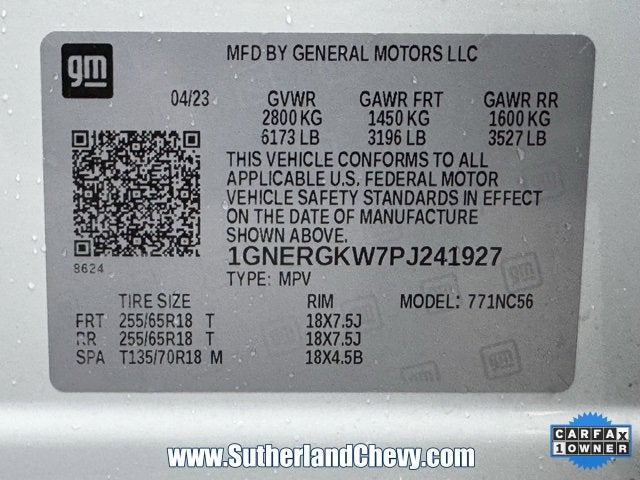 gm
MFD BY GENERAL MOTORS LLC
04/23 GVWR GAWR FRT GAWR RR
2800 KG 1450 KG 1600 KG
6173 LB 3196 LB 3527 LB
THIS VEHICLE CONFORMS TO ALL
APPLICABLE U.S. FEDERAL MOTOR
VEHICLE SAFETY STANDARDS IN EFFECT
ON THE DATE OF MANUFACTURE
SHOWN ABOVE.
8624
1GNERGKW7PJ241927
TYPE: MPV
TIRE SIZE RIM MODEL: 771NC56
FRT 255/65R18 T 18X7.5J
RR 255/65R18 T 18X7.5J
SPA T135/70R18 M 18X4.5B
www.SutherlandChevy.com
CARFAX
1 OWNER